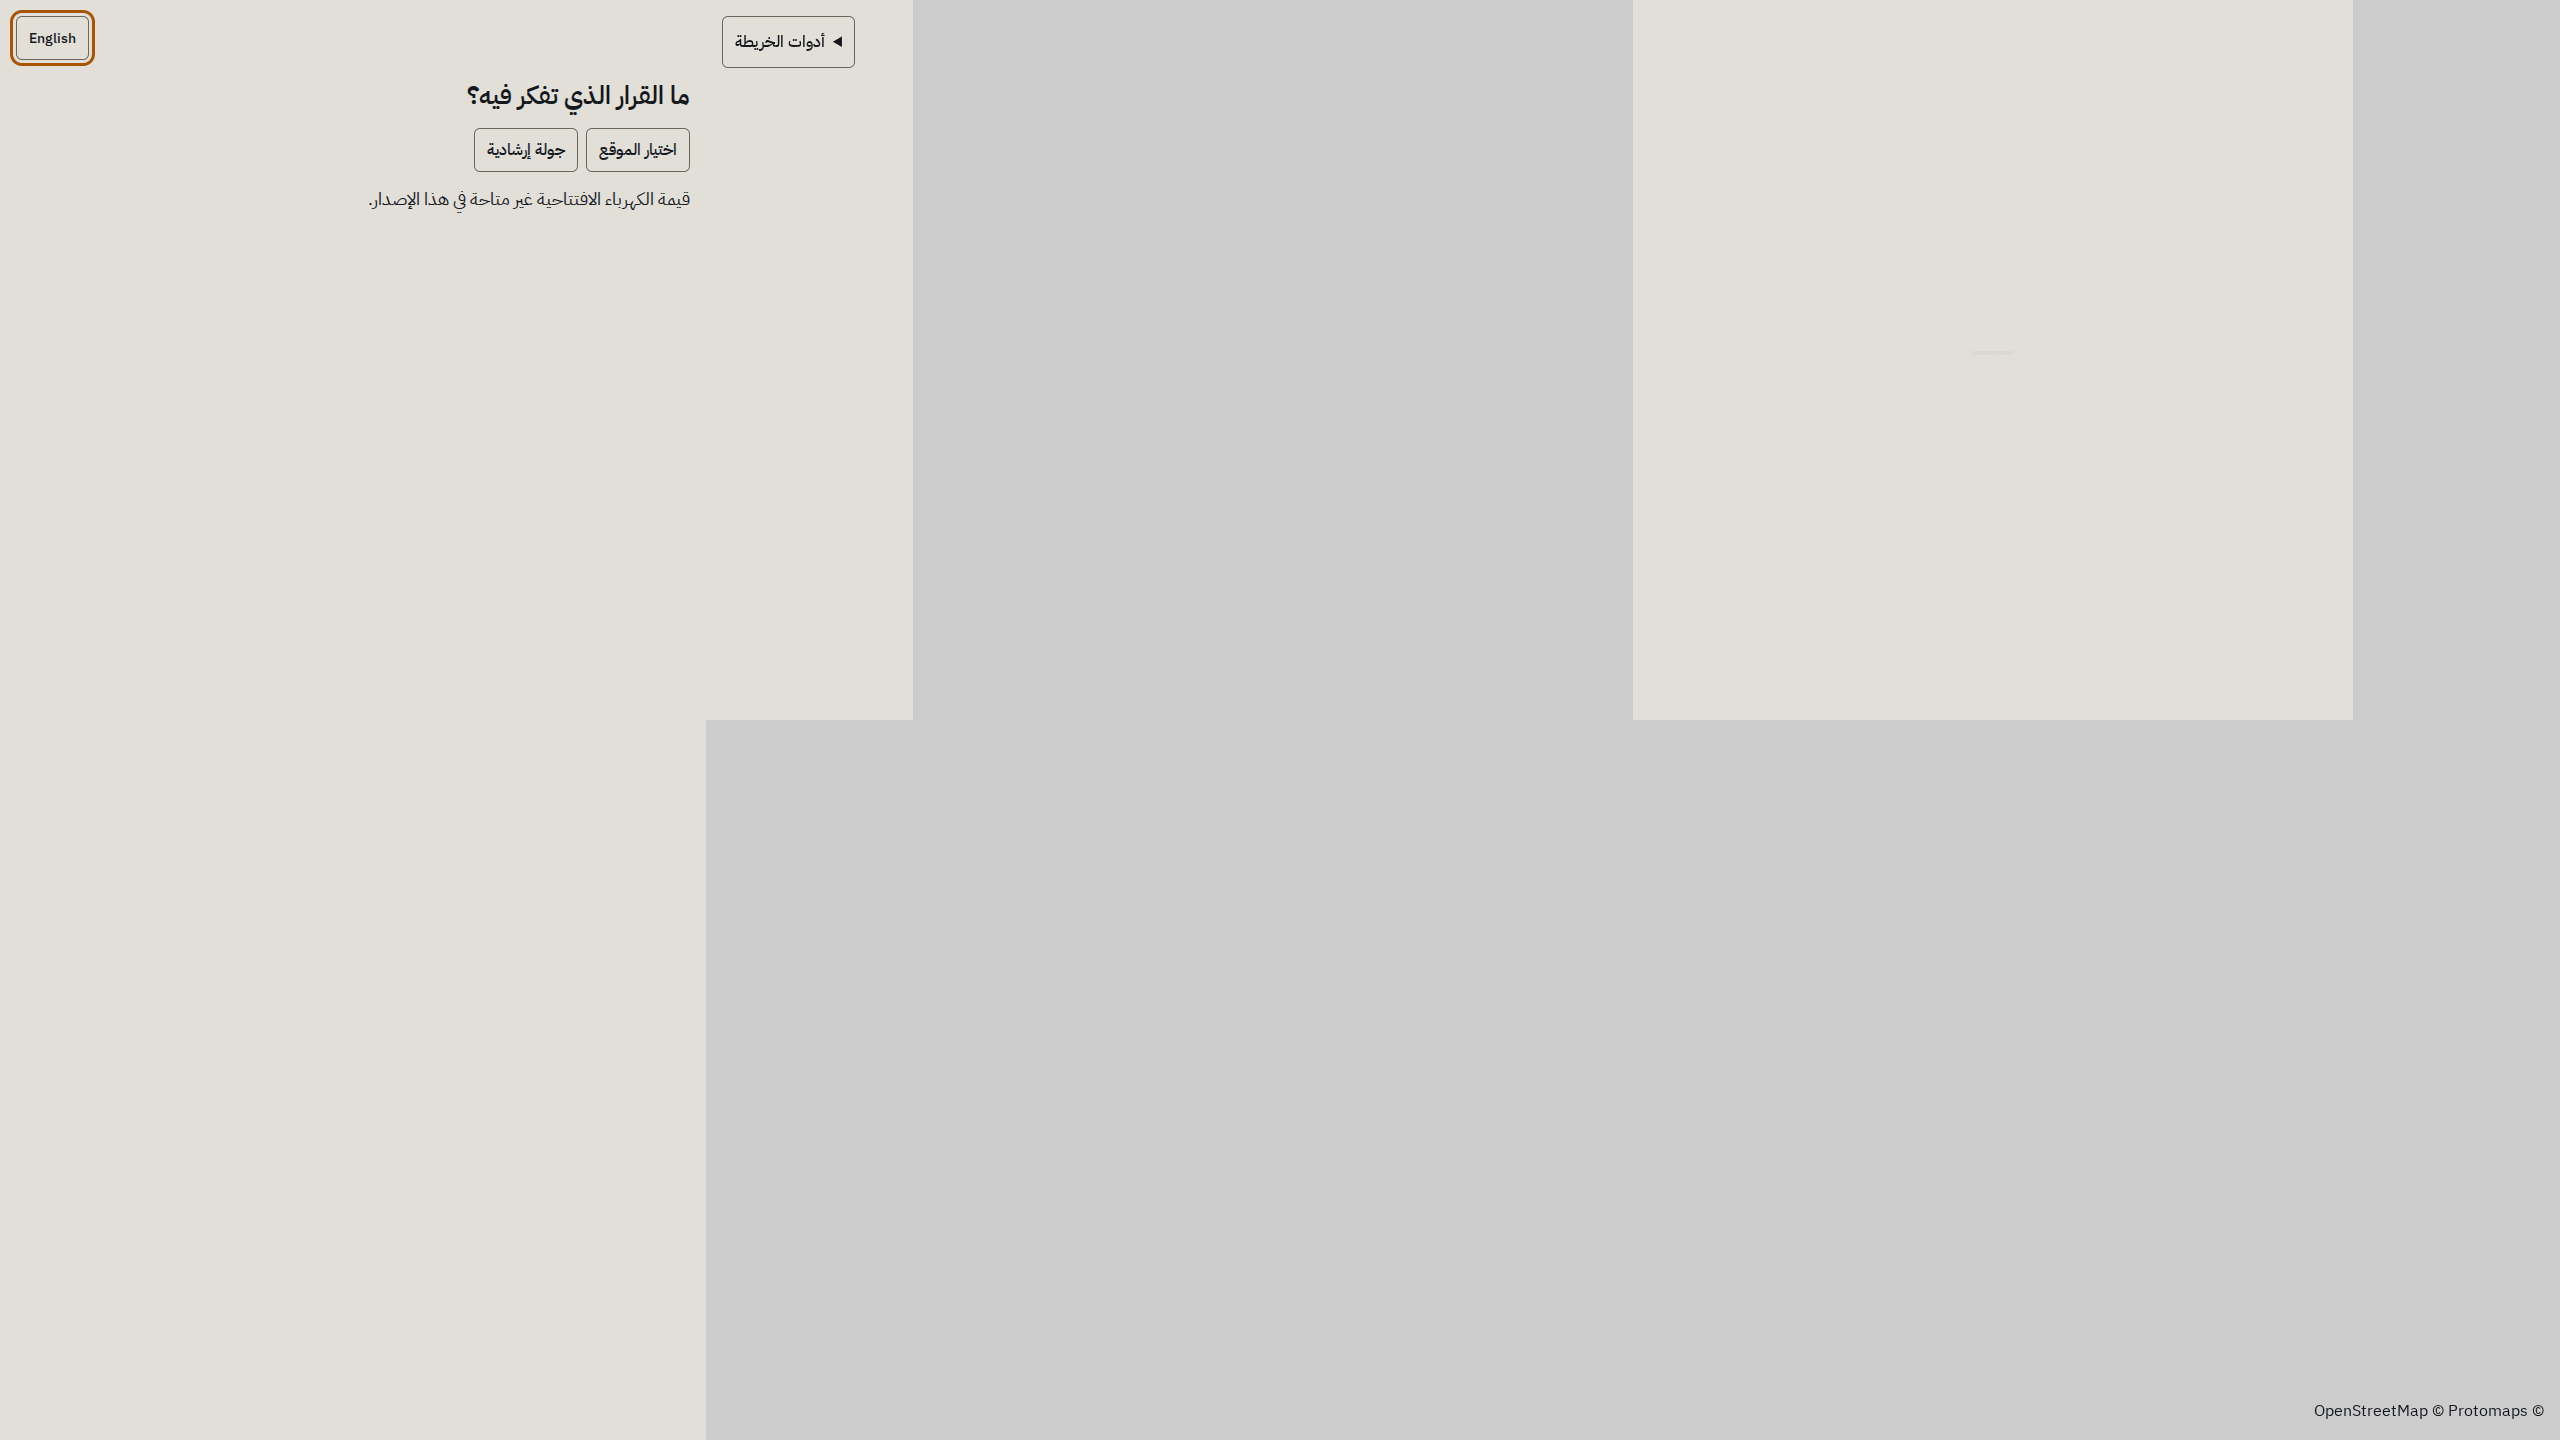 English
◀ أدوات الخريطة
ما القرار الذي تفكر فيه؟
اختيار الموقع
جولة إرشادية
قيمة الكهرباء الافتتاحية غير متاحة في هذا الإصدار.
OpenStreetMap © Protomaps ©